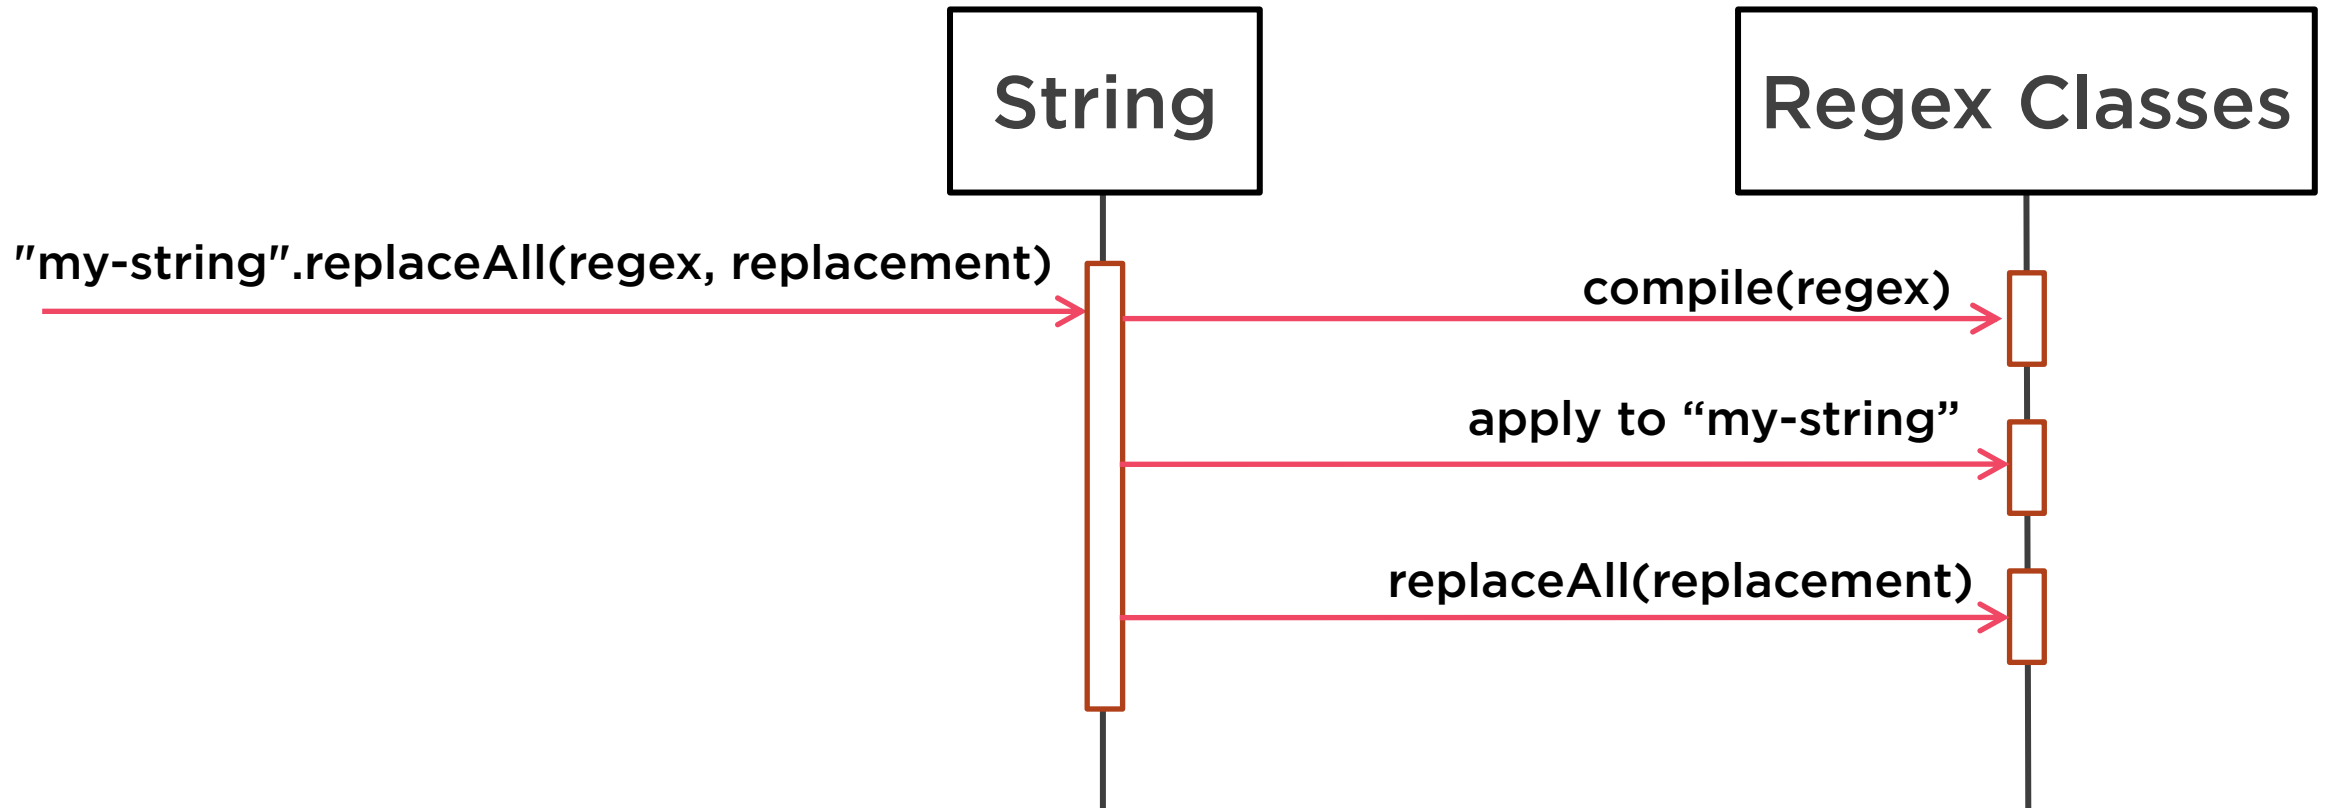 String
Regex Classes
"my-string".replaceAll(regex, replacement)
compile(regex)
apply to “my-string”
replaceAll(replacement)